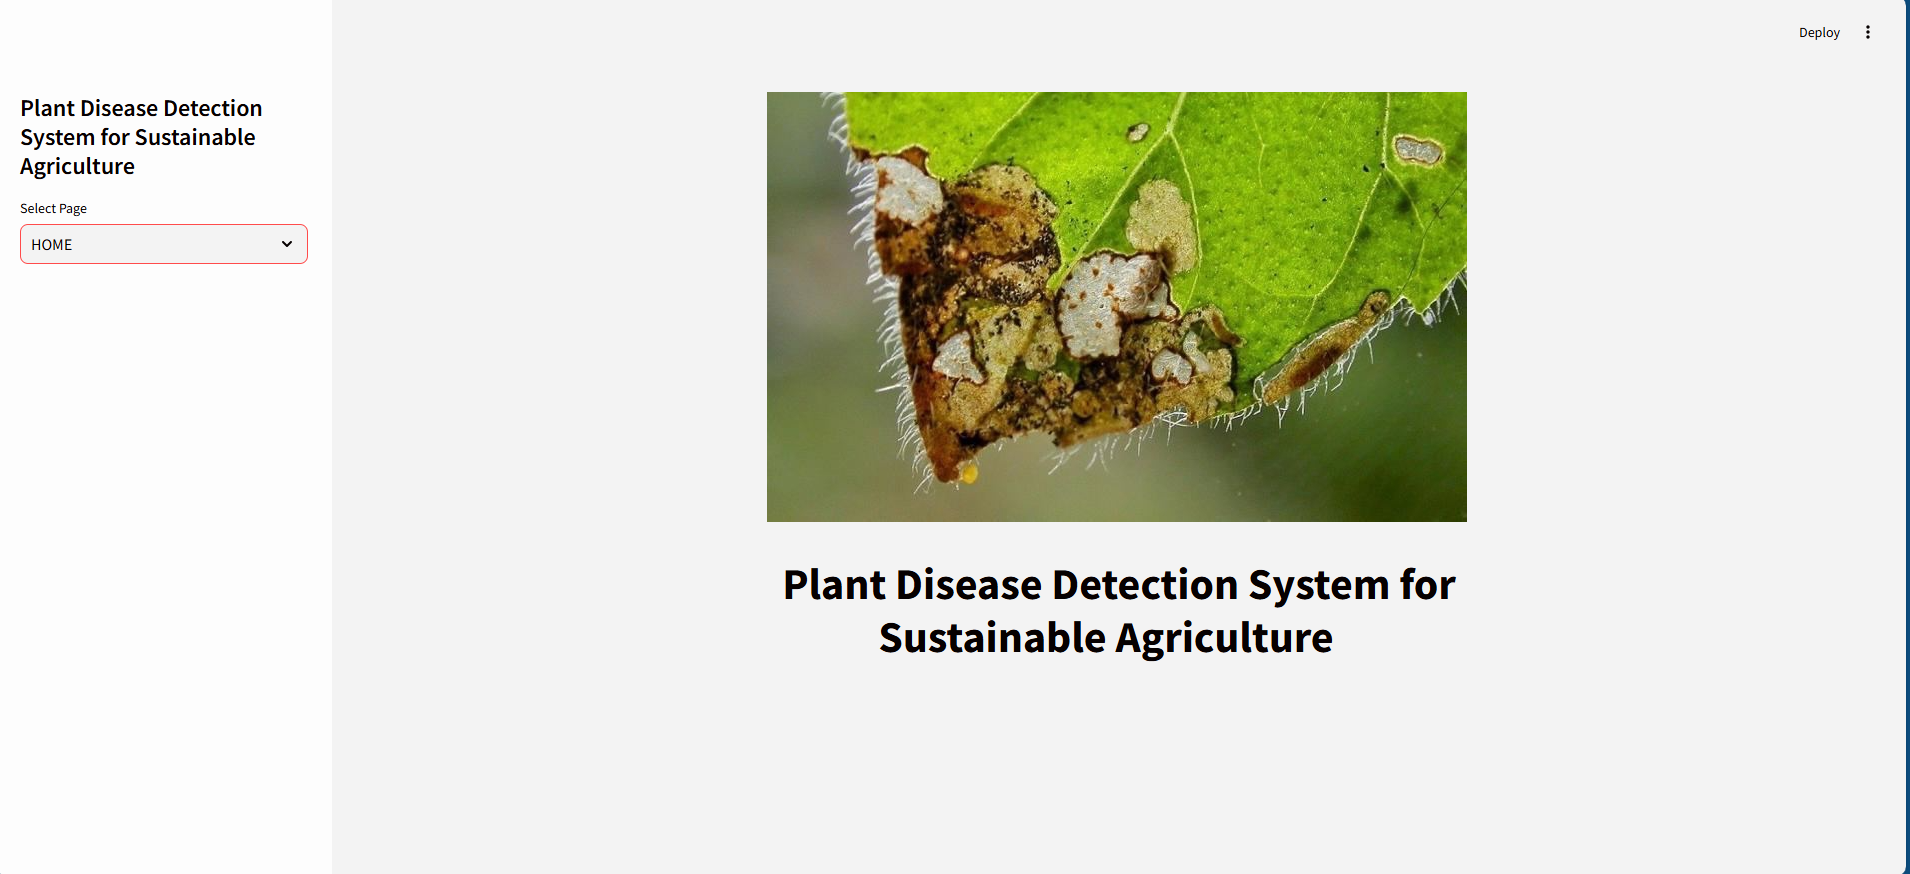 Deploy
Plant Disease Detection
System for Sustainable
Agriculture
Select Page
HOME
Plant Disease Detection System for
Sustainable Agriculture